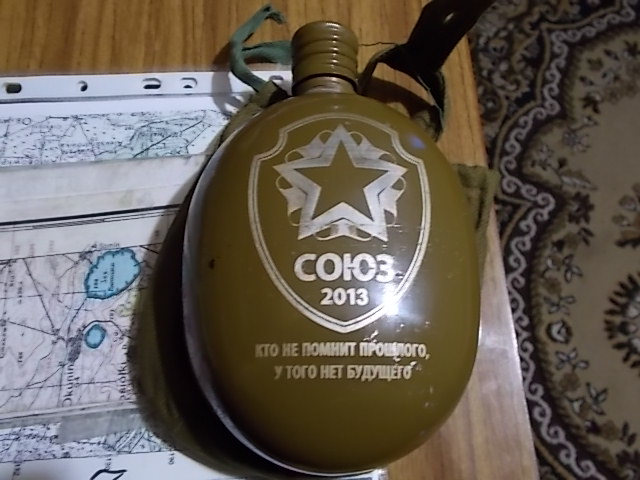 СОЮЗ
2013
КТО НЕ ПОМНИТ ПРОШЛОГО,
У ТОГО НЕТ БУДУЩЕГО